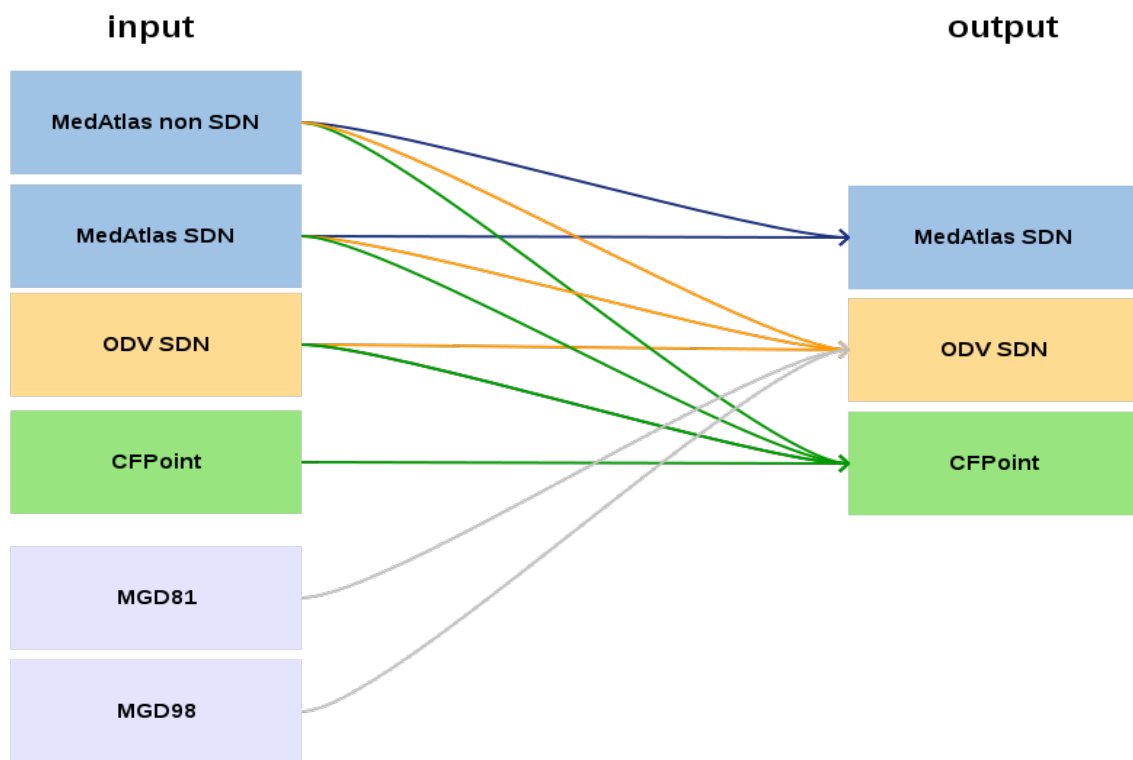 input
output
MedAtlas non SDN
MedAtlas SDN
MedAtlas SDN
ODV SDN
ODV SDN
CFPoint
CFPoint
MGD81
MGD98